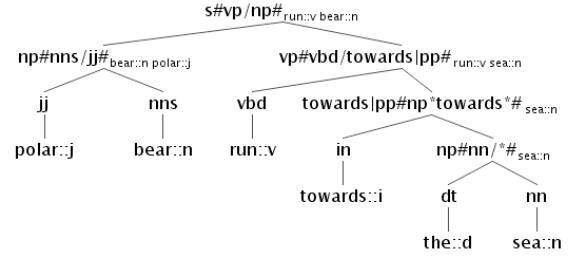 s#vp/np#run::v bear::n
np#nns/jj#bear::n polar::j vp#vbd/towards|pp#run::v sea::n
jj nns vbd towards|pp#np*towards*#sea::n
polar::j bear::n run::v in np#nn/*#sea::n
towards::i dt nn
the::d sea::n